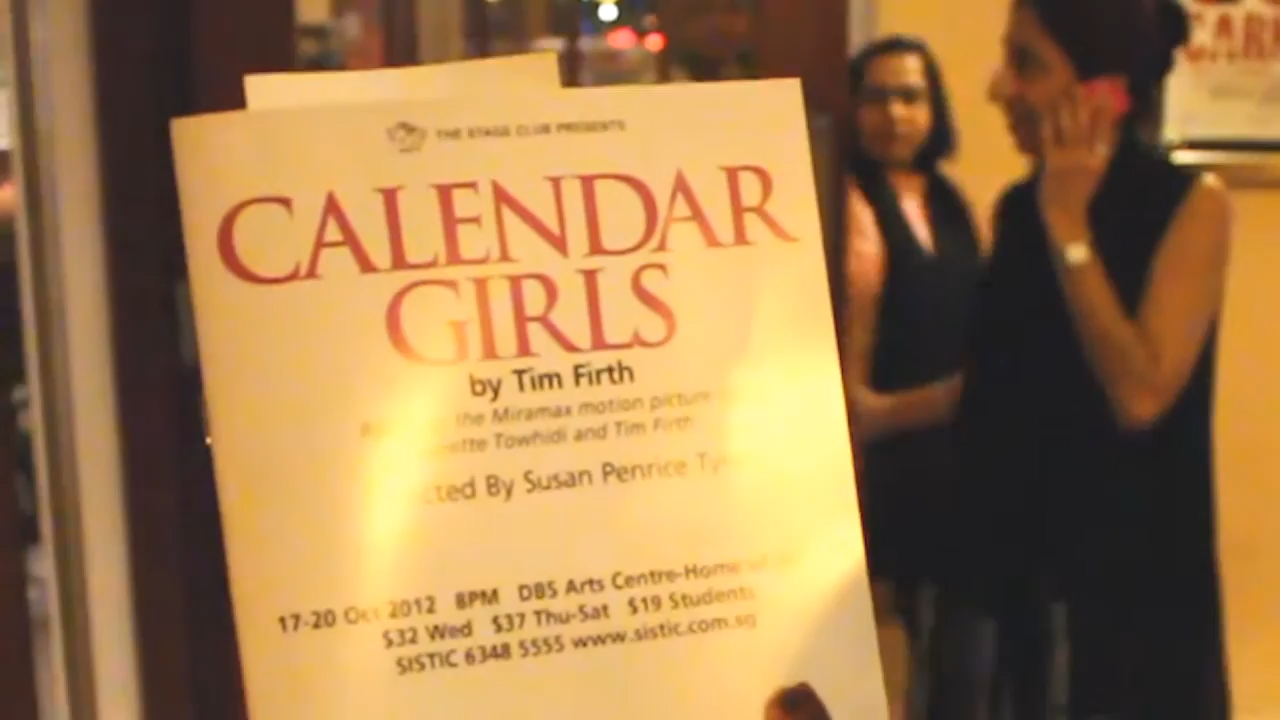 THE STAGE CLUB PRESENTS
CALENDAR
GIRLS
by Tim Firth
the Miramax motion picture
Towhidi and Tim Firth
By Susan Penrice
17-20 Oct 2012 8PM DBS Arts Centre-Home
$32 Wed $37 Thu-Sat $19 Students
SISTIC 6348 5555 www.sistic.com.sg